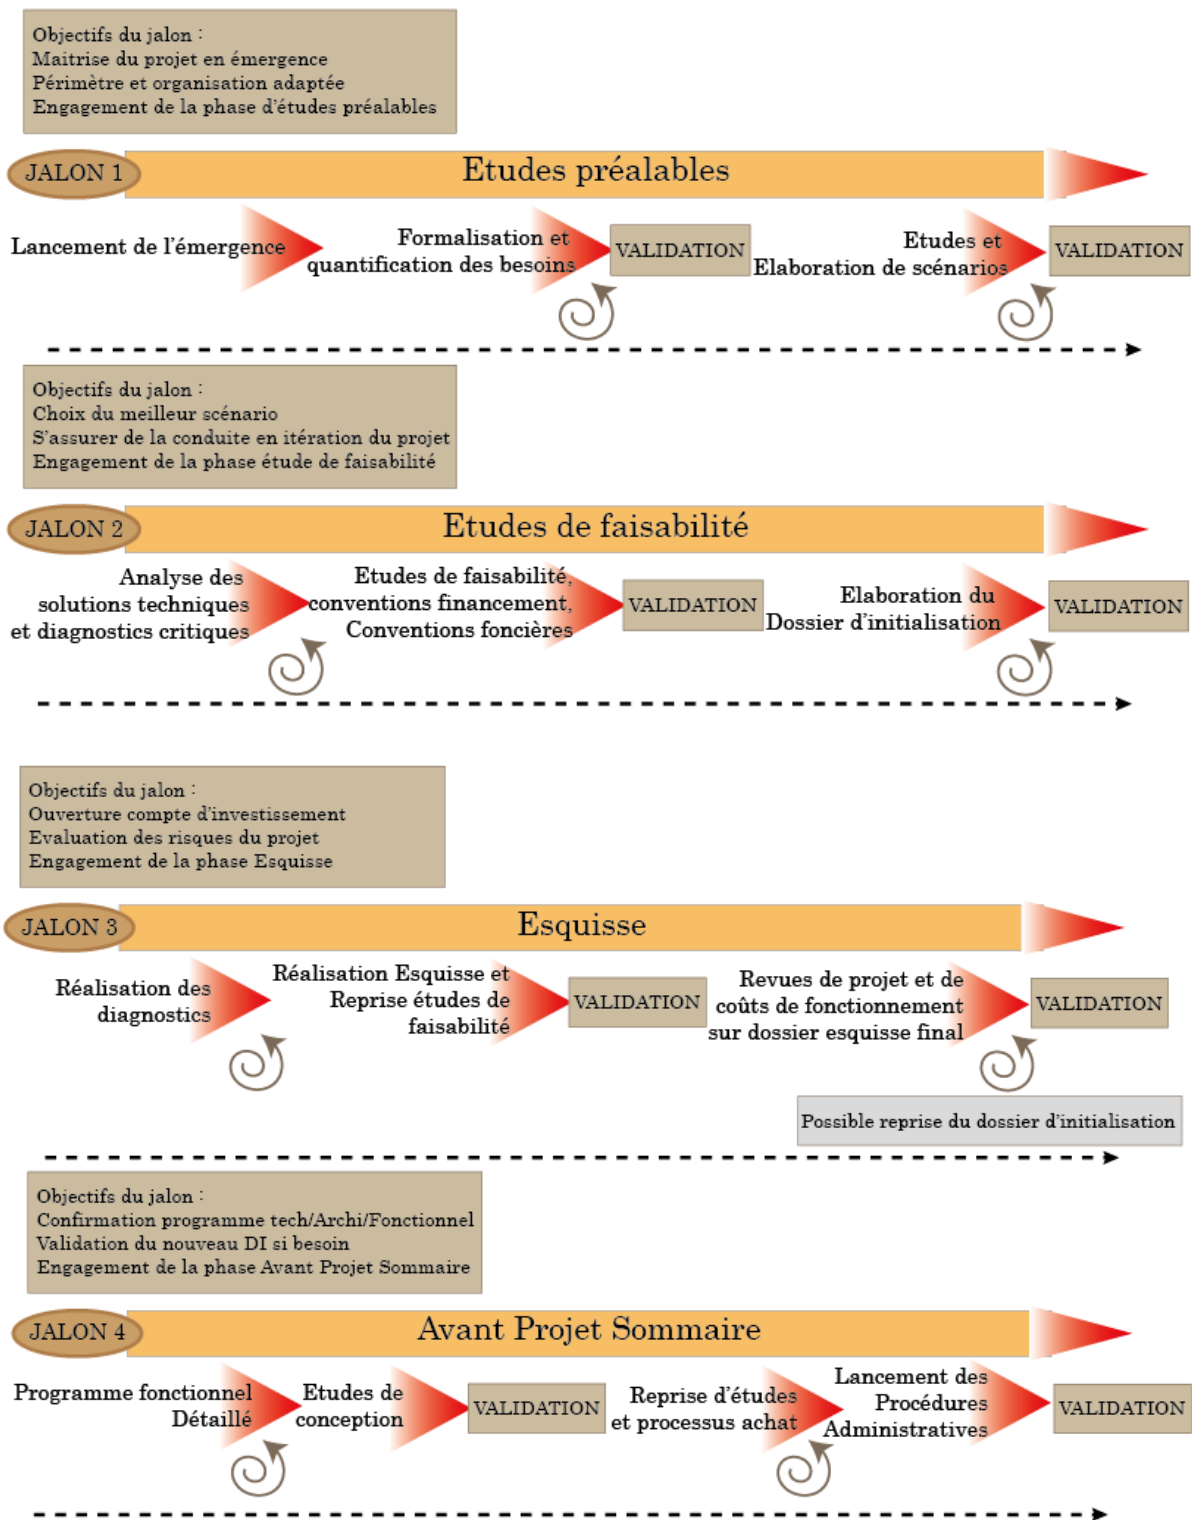 Objectifs du jalon :
Maitrise du projet en émergence
Périmètre et organisation adaptée
Engagement de la phase d'études préalables
JALON 1
Etudes préalables
Lancement de l'émergence
Formalisation et
quantification des besoins
VALIDATION
Etudes et
Elaboration de scénarios
VALIDATION
Objectifs du jalon :
Choix du meilleur scénario
S'assurer de la conduite en itération du projet
Engagement de la phase étude de faisabilité
JALON 2
Etudes de faisabilité
Analyse des
solutions techniques
et diagnostics critiques
Etudes de faisabilité,
conventions financement,
Conventions foncières
VALIDATION
Elaboration du
Dossier d'initialisation
VALIDATION
Objectifs du jalon :
Ouverture compte d'investissement
Evaluation des risques du projet
Engagement de la phase Esquisse
JALON 3
Esquisse
Réalisation des
diagnostics
Réalisation Esquisse et
Reprise études de
faisabilité
VALIDATION
Revues de projet et de
coûts de fonctionnement
sur dossier esquisse final
VALIDATION
Possible reprise du dossier d'initialisation
Objectifs du jalon :
Confirmation programme tech/Archi/Fonctionnel
Validation du nouveau DI si besoin
Engagement de la phase Avant Projet Sommaire
JALON 4
Avant Projet Sommaire
Programme fonctionnel
Détaillé
Etudes de
conception
VALIDATION
Reprise d'études
et processus achat
Lancement des
Procédures
Administratives
VALIDATION